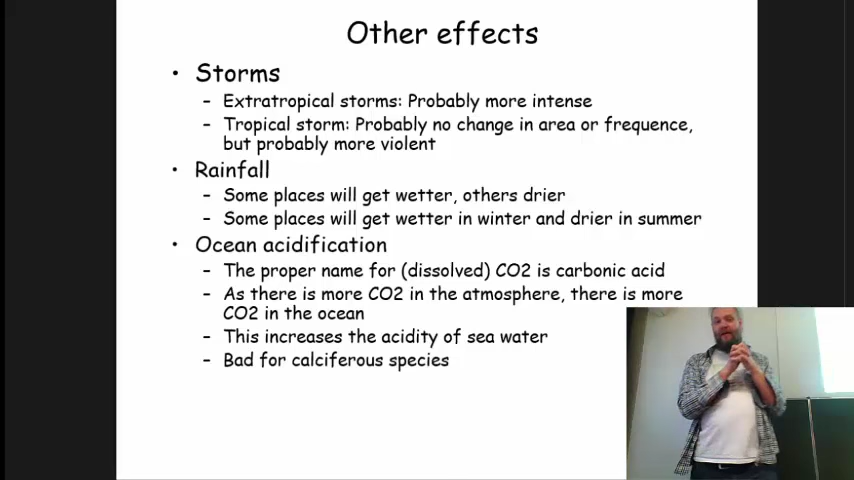 Other effects
• Storms
– Extratropical storms: Probably more intense
– Tropical storm: Probably no change in area or frequence,
but probably more violent
• Rainfall
– Some places will get wetter, others drier
– Some places will get wetter in winter and drier in summer
• Ocean acidification
– The proper name for (dissolved) CO2 is carbonic acid
– As there is more CO2 in the atmosphere, there is more
CO2 in the ocean
– This increases the acidity of sea water
– Bad for calciferous species